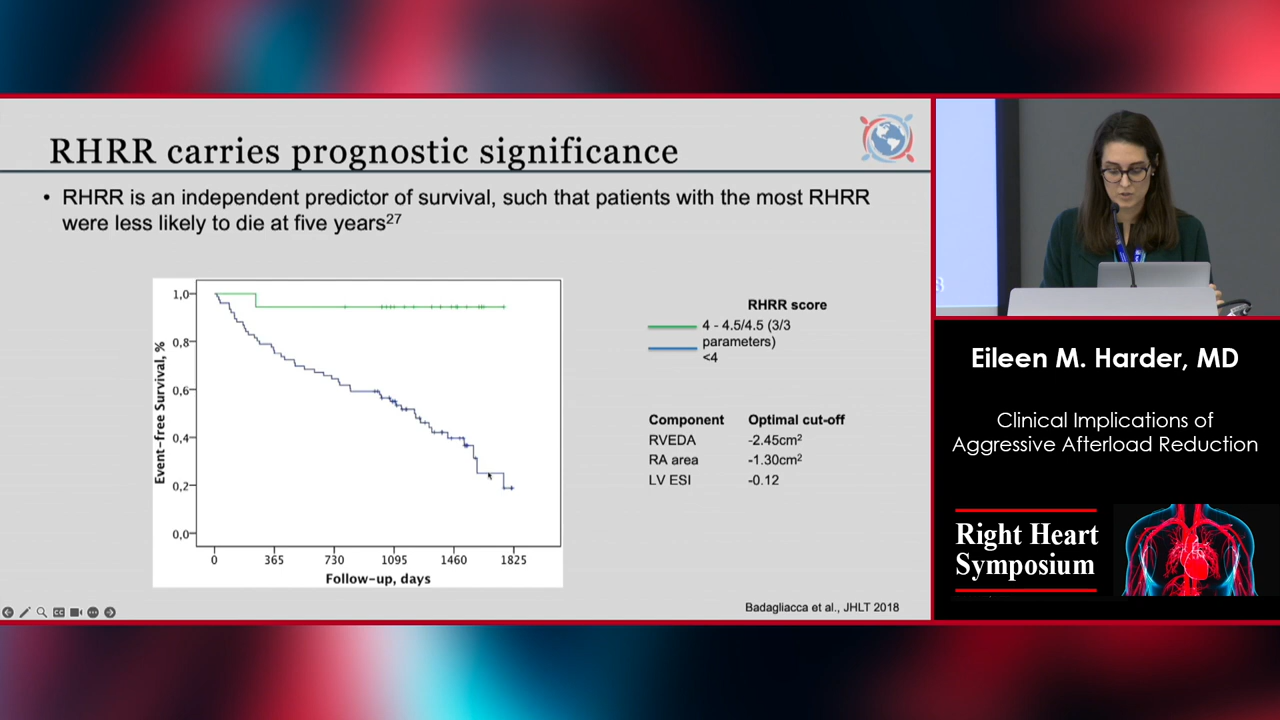 RHRR carries prognostic significance
• RHRR is an independent predictor of survival, such that patients with the most RHRR
were less likely to die at five years27
Event-free Survival, %
1,0
0,8
0,6
0,4
0,2
0,0
0 365 730 1095 1460 1825
Follow-up, days
RHRR score
4 - 4.5/4.5 (3/3
parameters)
<4
Component Optimal cut-off
RVEDA -2.45cm2
RA area -1.30cm2
LV ESI -0.12
Badagliacca et al., JHLT 2018
CC
Eileen M. Harder, MD
Clinical Implications of
Aggressive Afterload Reduction
Right Heart
Symposium